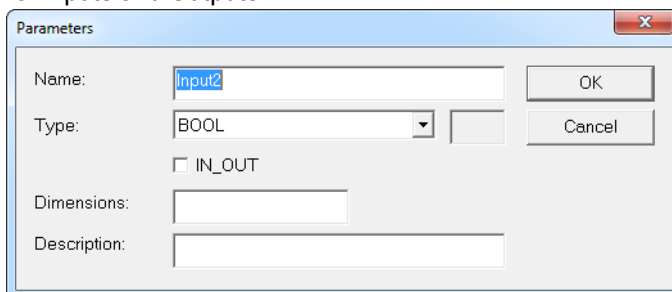 Parameters
Name:
Input2
OK
Type:
BOOL
Cancel
IN_OUT
Dimensions:
Description: